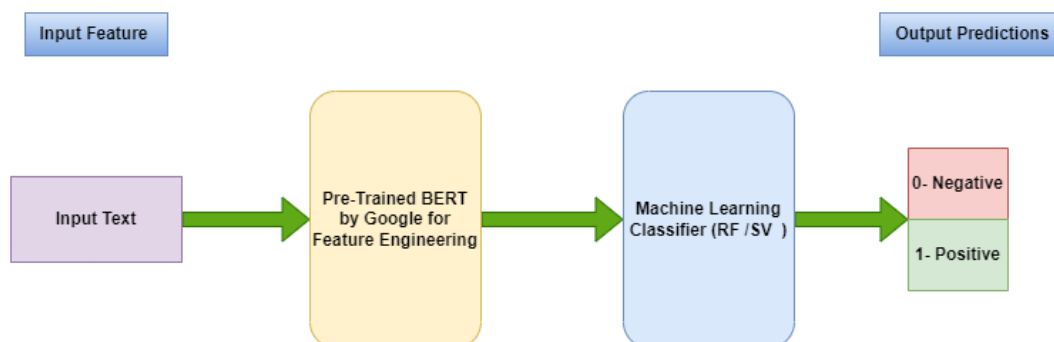 Input Feature
Output Predictions
Input Text
Pre-Trained BERT
by Google for
Feature Engineering
Machine Learning
Classifier (RF /SV )
0- Negative
1- Positive